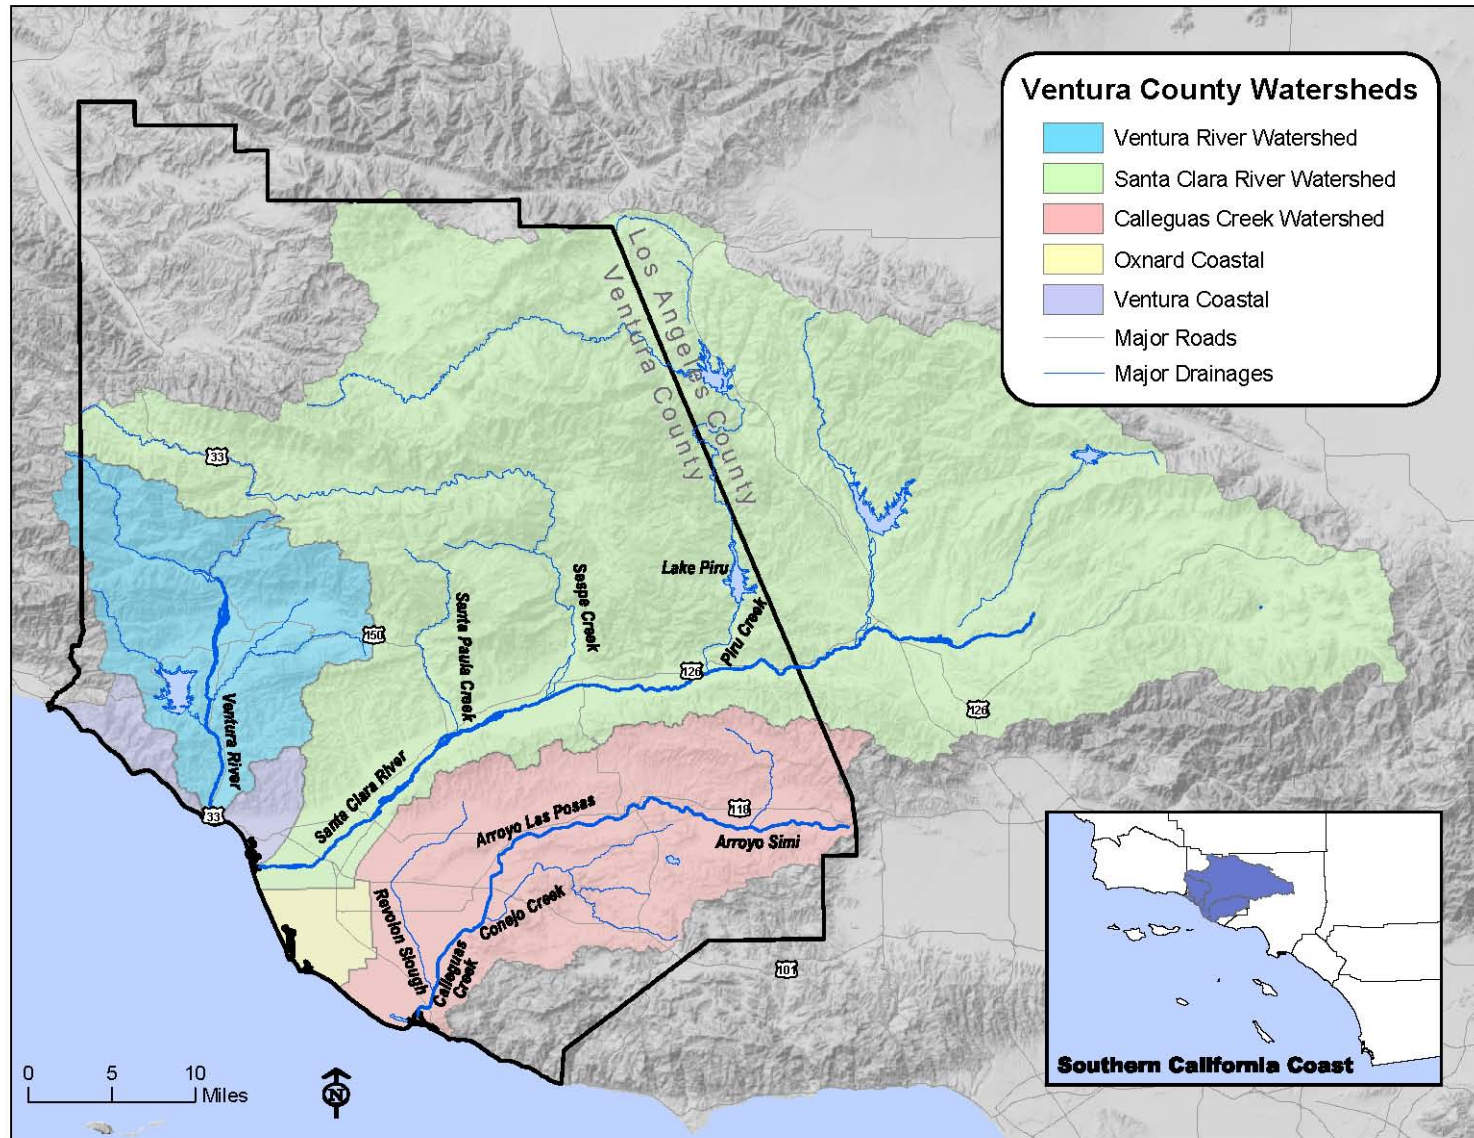 Ventura County Watersheds
Ventura River Watershed
Santa Clara River Watershed
Calleguas Creek Watershed
Oxnard Coastal
Ventura Coastal
Major Roads
Major Drainages
Los Angeles County
Ventura County
33
Lake Piru
Sespe Creek
Santa Paula Creek
Piru Creek
150
126
126
Ventura River
33
Santa Clara River
Arroyo Las Posas
118
Arroyo Simi
Revolon Slough
Conejo Creek
Calleguas
Creek
101
0 5 10
Miles
N
Southern California Coast